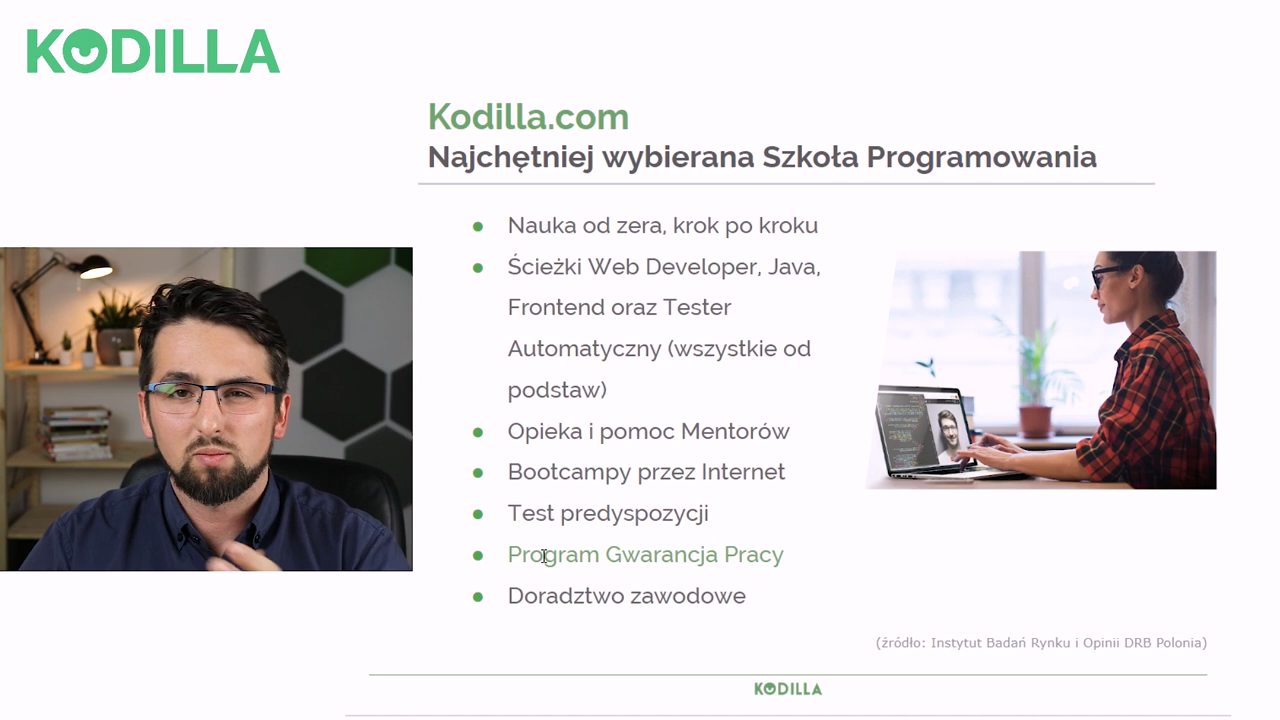 KODILLA
Kodilla.com
Najchętniej wybierana Szkoła Programowania
Nauka od zera, krok po kroku
Ścieżki Web Developer, Java,
Frontend oraz Tester
Automatyczny (wszystkie od
podstaw)
Opieka i pomoc Mentorów
Bootcampy przez Internet
Test predyspozycji
Program Gwarancja Pracy
Doradztwo zawodowe
(źródło: Instytut Badań Rynku i Opinii DRB Polonia)
KODILLA